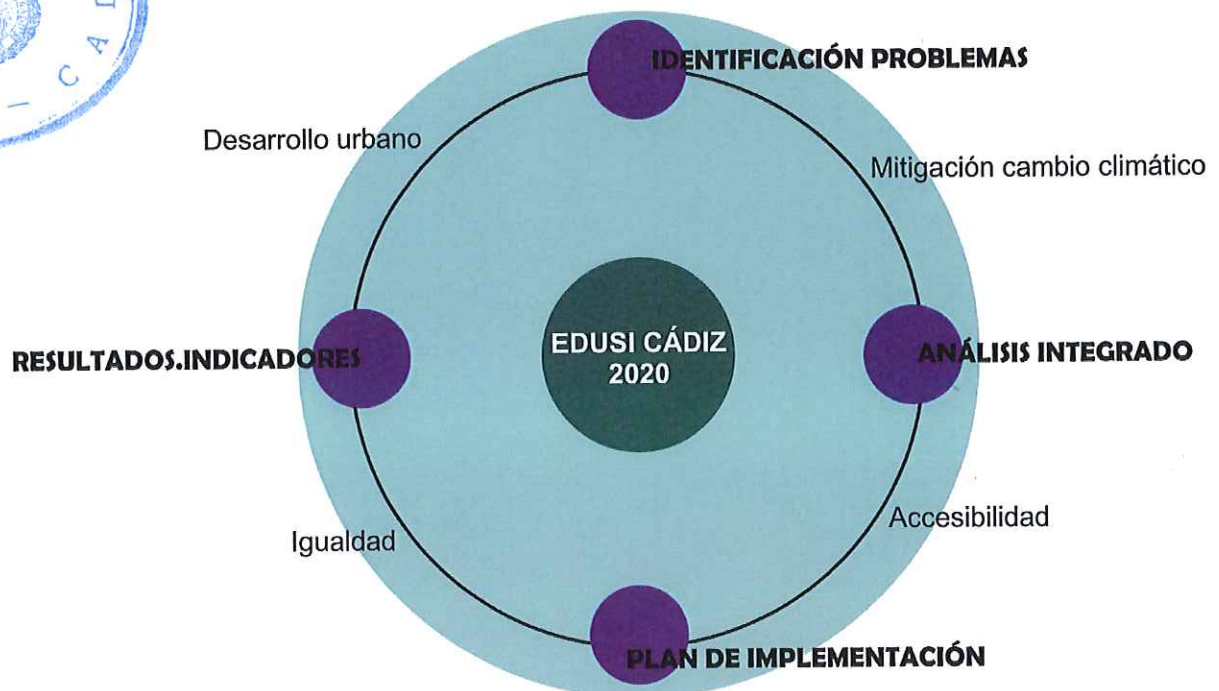 IDENTIFICACIÓN PROBLEMAS
Desarrollo urbano
Mitigación cambio climático
EDUSI CÁDIZ
2020
RESULTADOS.INDICADORES
ANÁLISIS INTEGRADO
Igualdad
Accesibilidad
PLAN DE IMPLEMENTACIÓN